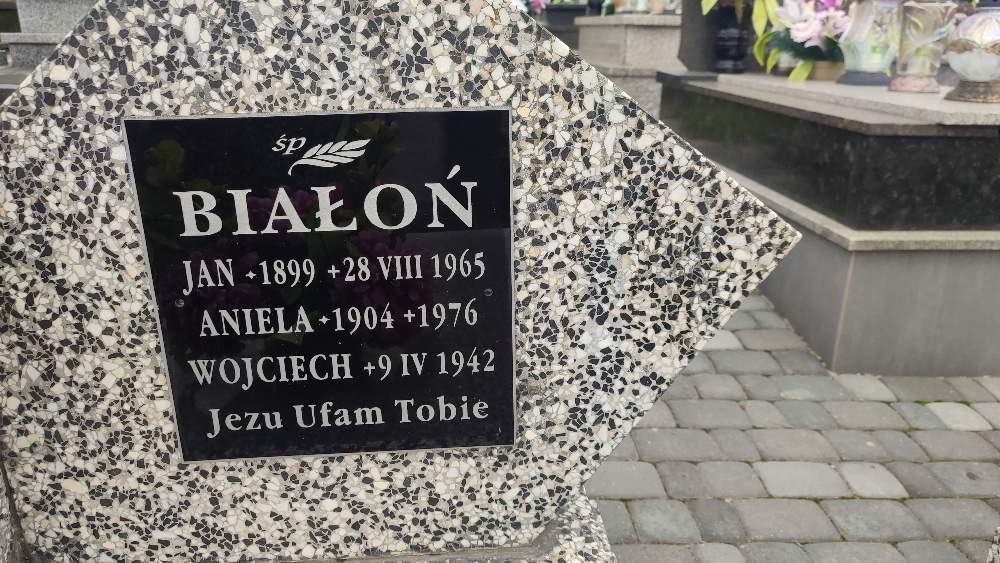 śp
BIAŁOŃ
JAN ٭1899 +28 VIII 1965
ANIELA ٭1904 +1976
WOJCIECH +9 IV 1942
Jezu Ufam Tobie